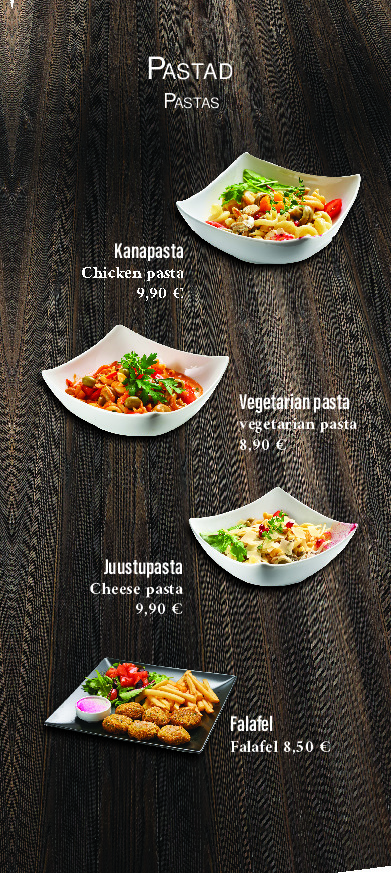 PASTAD
PASTAS
Kanapasta
Chicken pasta
9,90 €
Vegetarian pasta
vegetarian pasta
8,90 €
Juustupasta
Cheese pasta
9,90 €
Falafel
Falafel 8,50 €